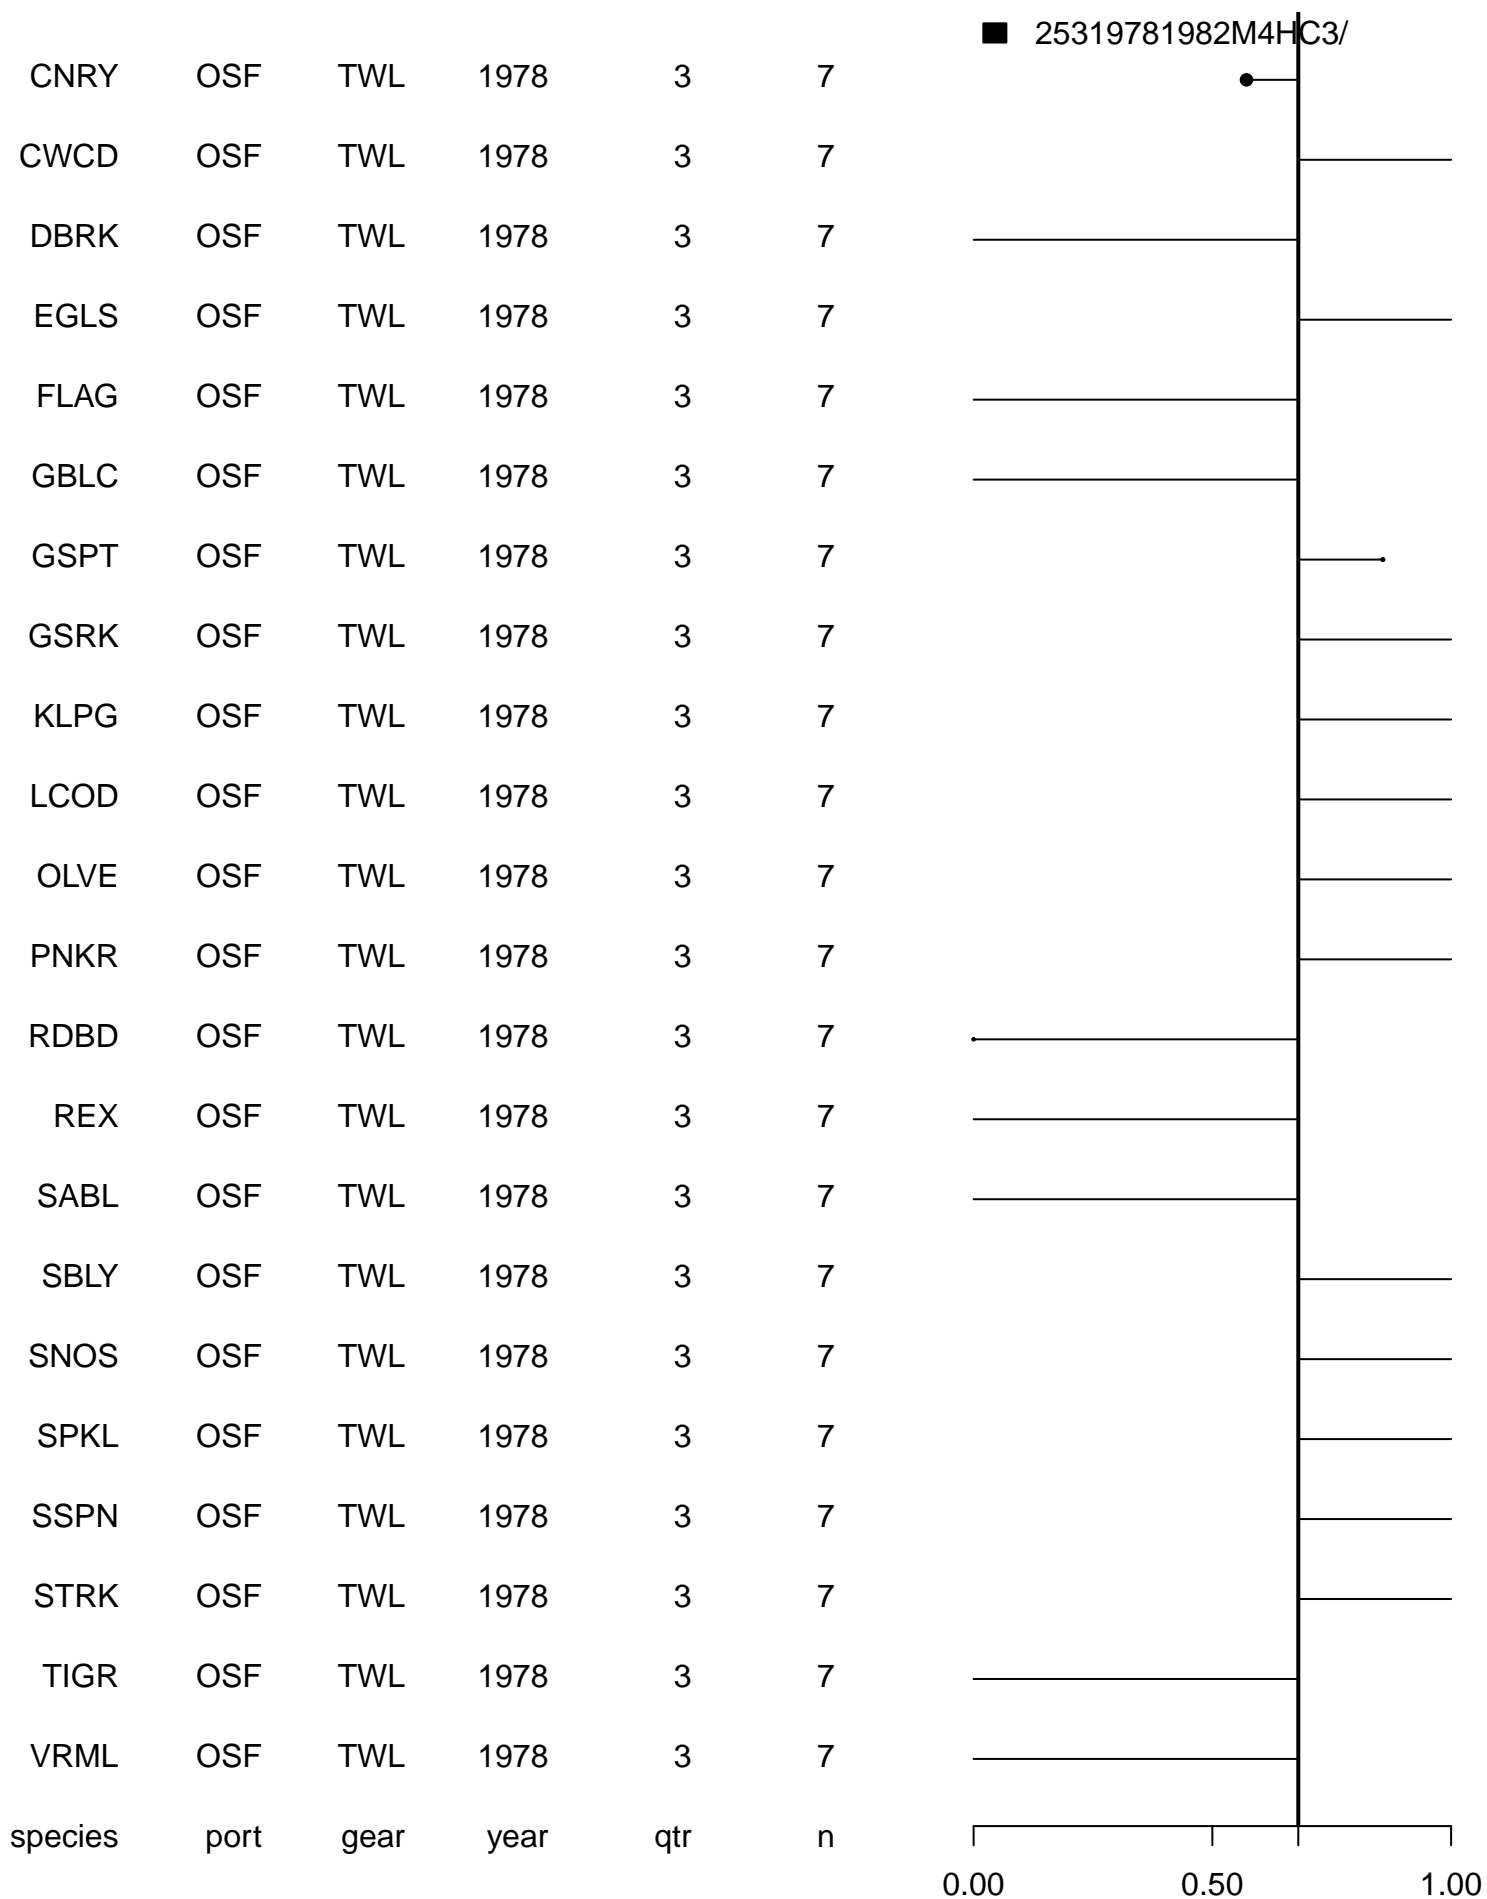 25319781982M4HC3/
CNRY OSF TWL 1978 3 7
CWCD OSF TWL 1978 3 7
DBRK OSF TWL 1978 3 7
EGLS OSF TWL 1978 3 7
FLAG OSF TWL 1978 3 7
GBLC OSF TWL 1978 3 7
GSPT OSF TWL 1978 3 7
GSRK OSF TWL 1978 3 7
KLPG OSF TWL 1978 3 7
LCOD OSF TWL 1978 3 7
OLVE OSF TWL 1978 3 7
PNKR OSF TWL 1978 3 7
RDBD OSF TWL 1978 3 7
REX OSF TWL 1978 3 7
SABL OSF TWL 1978 3 7
SBLY OSF TWL 1978 3 7
SNOS OSF TWL 1978 3 7
SPKL OSF TWL 1978 3 7
SSPN OSF TWL 1978 3 7
STRK OSF TWL 1978 3 7
TIGR OSF TWL 1978 3 7
VRML OSF TWL 1978 3 7
species port gear year qtr n
0.00 0.50 1.00